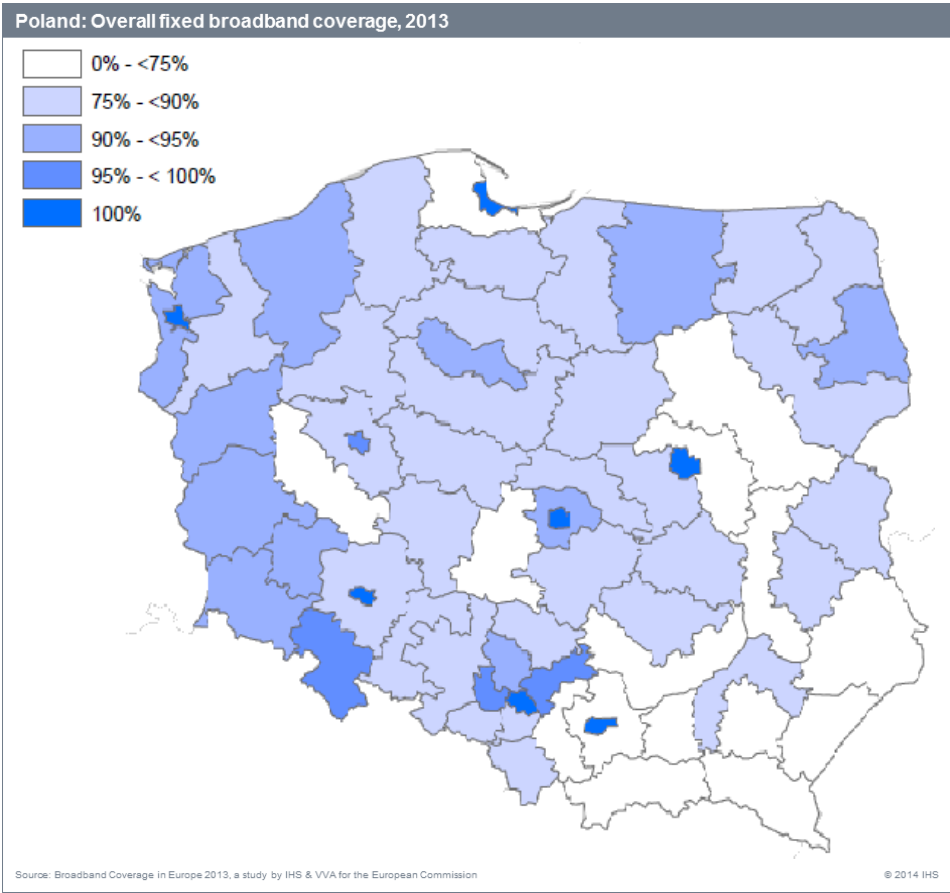 Poland: Overall fixed broadband coverage, 2013
0% - <75%
75% - <90%
90% - <95%
95% - < 100%
100%
Source: Broadband Coverage in Europe 2013, a study by IHS & VVA for the European Commission
© 2014 IHS